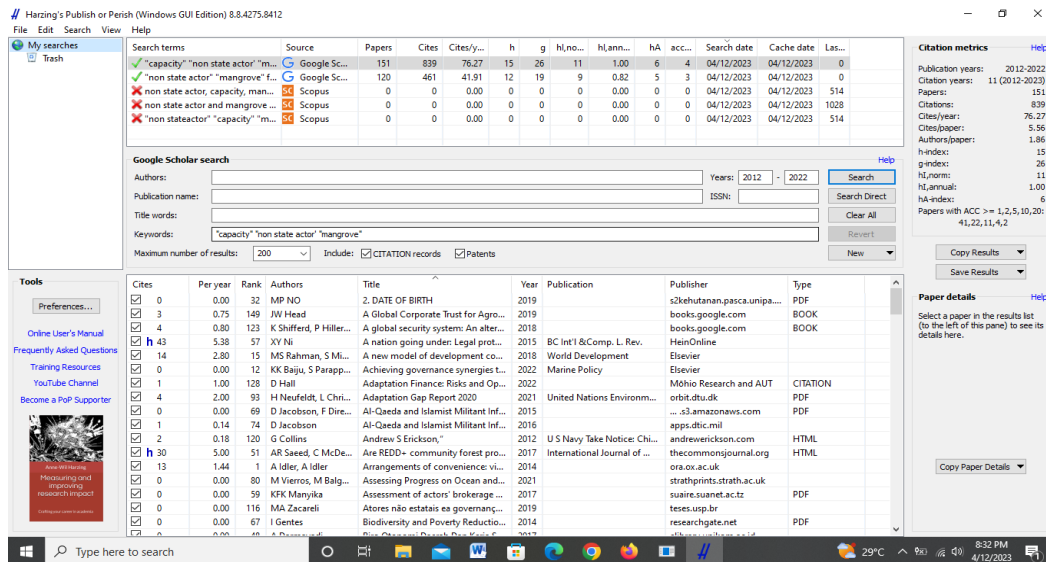 Harzing's Publish or Perish (Windows GUI Edition) 8.8.4275.8412
File Edit Search View Help
My searches
Trash
Search terms Source Papers Cites Cites/y... h g hI,no... hI,ann... hA acc... Search date Cache date Las...
"capacity" "non state actor' "m... Google Sc... 151 839 76.27 15 26 11 1.00 6 4 04/12/2023 04/12/2023 0
"non state actor" "mangrove" f... Google Sc... 120 461 41.91 12 19 9 0.82 5 3 04/12/2023 04/12/2023 0
non state actor, capacity, man... SC Scopus 0 0 0.00 0 0 0 0.00 0 0 04/12/2023 04/12/2023 514
non state actor and mangrove ... SC Scopus 0 0 0.00 0 0 0 0.00 0 0 04/12/2023 04/12/2023 1028
"non stateactor" "capacity" "m... SC Scopus 0 0 0.00 0 0 0 0.00 0 0 04/12/2023 04/12/2023 514
Google Scholar search Help
Authors: Years: 2012 - 2022 Search
Publication name: ISSN: Search Direct
Title words: Clear All
Keywords: "capacity" "non state actor' "mangrove" Revert
Maximum number of results: 200 Include: CITATION records Patents New
Citation metrics Help
Publication years: 2012-2022
Citation years: 11 (2012-2023)
Papers: 151
Citations: 839
Cites/year: 76.27
Cites/paper: 5.56
Authors/paper: 1.86
h-index: 15
g-index: 26
hI,norm: 11
hI,annual: 1.00
hA-index: 6
Papers with ACC >= 1,2,5,10,20:
41,22,11,4,2
Copy Results
Save Results
Paper details Help
Select a paper in the results list
(to the left of this pane) to see its
details here.
Copy Paper Details
Tools
Preferences...
Online User's Manual
Frequently Asked Questions
Training Resources
YouTube Channel
Become a PoP Supporter
Anne-Wil Harzing
Measuring and
improving
research impact
Crafting your career in academia
Cites Per year Rank Authors Title Year Publication Publisher Type
0 0.00 32 MP NO 2. DATE OF BIRTH 2019 s2kehutanan.pasca.unipa.... PDF
3 0.75 149 JW Head A Global Corporate Trust for Agro... 2019 books.google.com BOOK
4 0.80 123 K Shifferd, P Hiller... A global security system: An alter... 2018 books.google.com BOOK
h 43 5.38 57 XY Ni A nation going under: Legal prot... 2015 BC Int'l &Comp. L. Rev. HeinOnline
14 2.80 15 MS Rahman, S Mi... A new model of development co... 2018 World Development Elsevier
0 0.00 12 KK Baiju, S Parapp... Achieving governance synergies t... 2022 Marine Policy Elsevier
1 1.00 128 D Hall Adaptation Finance: Risks and Op... 2022 Möhio Research and AUT CITATION
4 2.00 93 H Neufeldt, L Chri... Adaptation Gap Report 2020 2021 United Nations Environm... orbit.dtu.dk PDF
0 0.00 69 D Jacobson, F Dire... Al-Qaeda and Islamist Militant Inf... 2015 ... .s3.amazonaws.com PDF
1 0.14 74 D Jacobson Al-Qaeda and Islamist Militant Inf... 2016 apps.dtic.mil
2 0.18 120 G Collins Andrew S Erickson," 2012 U S Navy Take Notice: Chi... andrewerickson.com HTML
h 30 5.00 51 AR Saeed, C McDe... Are REDD+ community forest pro... 2017 International Journal of ... thecommonsjournal.org HTML
13 1.44 1 A Idler, A Idler Arrangements of convenience: vi... 2014 ora.ox.ac.uk
0 0.00 80 M Vierros, M Balg... Assessing Progress on Ocean and... 2021 strathprints.strath.ac.uk
0 0.00 59 KFK Manyika Assessment of actors' brokerage ... 2017 suaire.suanet.ac.tz PDF
0 0.00 116 MA Zacareli Atores não estatais ea governanç... 2019 teses.usp.br
0 0.00 67 I Gentes Biodiversity and Poverty Reductio... 2014 researchgate.net PDF
Type here to search
29°C
8:32 PM
4/12/2023